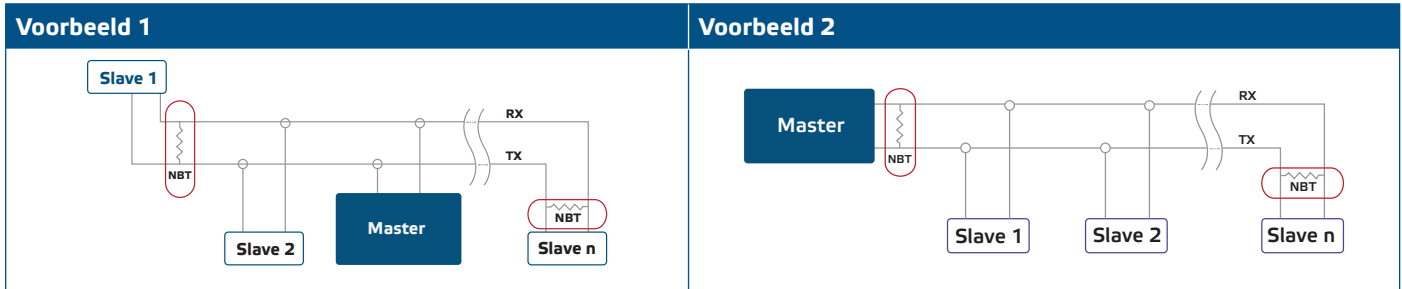 Voorbeeld 1
Slave 1
RX
TX
NBT
NBT
Slave 2
Master
Slave n
Voorbeeld 2
Master
RX
TX
NBT
NBT
Slave 1
Slave 2
Slave n